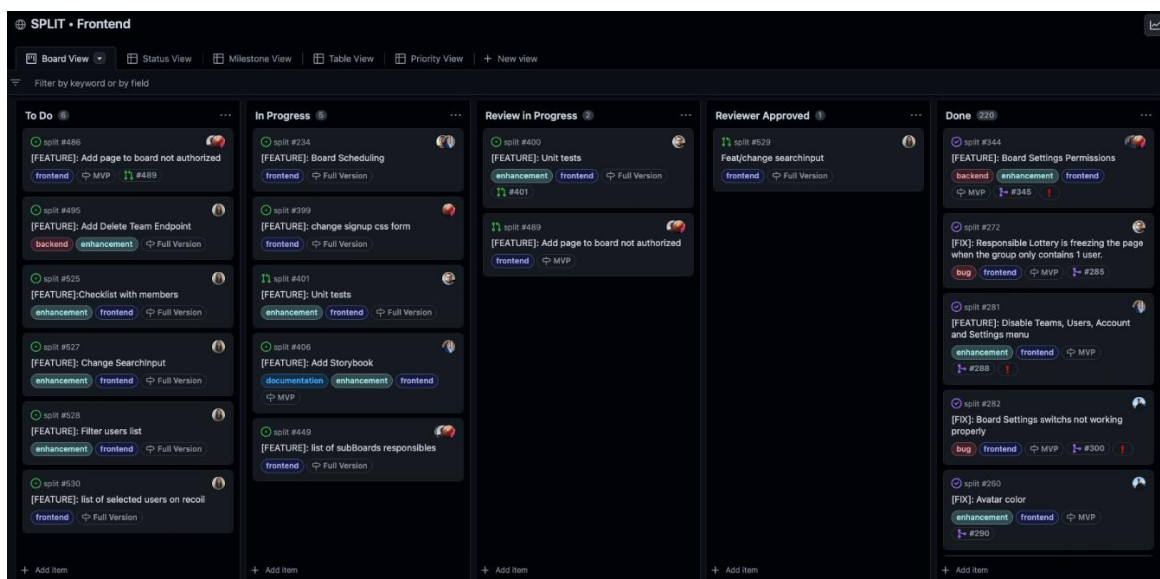 SPLIT • Frontend
Board View
Status View
Milestone View
Table View
Priority View
+ New view
Filter by keyword or by field
To Do 6
split #486
[FEATURE]: Add page to board not authorized
frontend MVP #489
split #495
[FEATURE]: Add Delete Team Endpoint
backend enhancement Full Version
split #525
[FEATURE]:Checklist with members
enhancement frontend Full Version
split #527
[FEATURE]: Change SearchInput
enhancement frontend Full Version
split #528
[FEATURE]: Filter users list
enhancement frontend Full Version
split #530
[FEATURE]: list of selected users on recoil
frontend Full Version
+ Add item
In Progress 5
split #234
[FEATURE]: Board Scheduling
frontend Full Version
split #399
[FEATURE]: change signup css form
frontend Full Version
split #401
[FEATURE]: Unit tests
enhancement frontend Full Version
split #406
[FEATURE]: Add Storybook
documentation enhancement frontend
MVP
split #449
[FEATURE]: list of subBoards responsibles
frontend Full Version
+ Add item
Review in Progress 2
split #400
[FEATURE]: Unit tests
enhancement frontend Full Version
#401
split #489
[FEATURE]: Add page to board not authorized
frontend MVP
+ Add item
Reviewer Approved 1
split #529
Feat/change searchinput
frontend Full Version
+ Add item
Done 220
split #344
[FEATURE]: Board Settings Permissions
backend enhancement frontend
MVP #345 !
split #272
[FIX]: Responsible Lottery is freezing the page
when the group only contains 1 user.
bug frontend MVP #285
split #281
[FEATURE]: Disable Teams, Users, Account
and Settings menu
enhancement frontend MVP
#288 !
split #282
[FIX]: Board Settings switchs not working
properly
bug frontend MVP #300 !
split #260
[FIX]: Avatar color
enhancement frontend MVP
#290
+ Add item